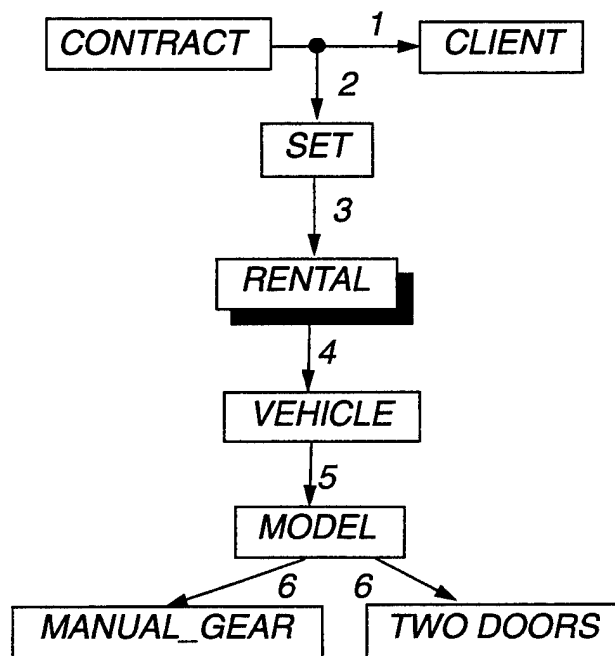 CONTRACT 1 CLIENT
2
SET
3
RENTAL
4
VEHICLE
5
MODEL
6 6
MANUAL_GEAR TWO DOORS